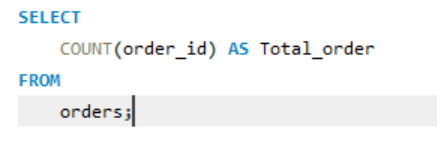 SELECT
    COUNT(order_id) AS Total_order
FROM
    orders;